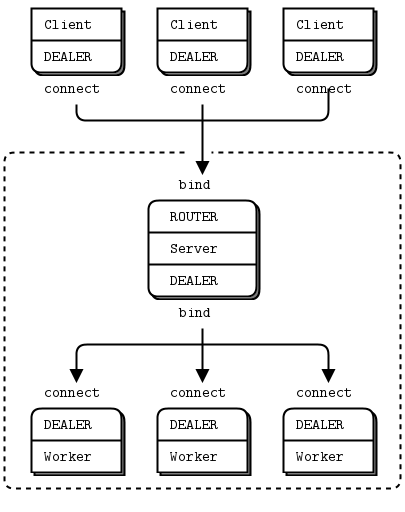 Client Client Client
DEALER DEALER DEALER
connect connect connect
bind
ROUTER
Server
DEALER
bind
connect connect connect
DEALER DEALER DEALER
Worker Worker Worker